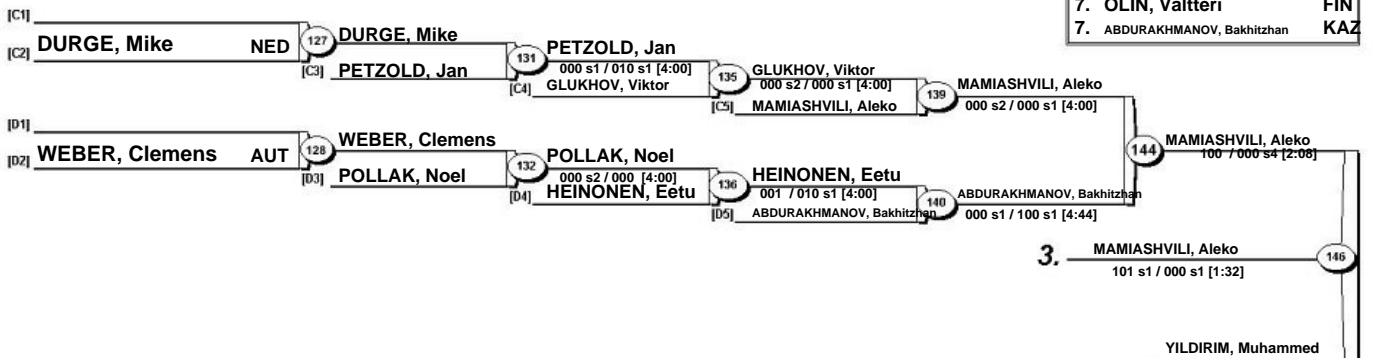 7. OLIN, Valtteri FIN
7. ABDURAKHMANOV, Bakhitzhan KAZ
[C1]
[C2] DURGE, Mike NED
127
DURGE, Mike
[C3] PETZOLD, Jan
131
PETZOLD, Jan
000 s1 / 010 s1 [4:00]
[C4] GLUKHOV, Viktor
135
GLUKHOV, Viktor
000 s2 / 000 s1 [4:00]
[C5] MAMIASHVILI, Aleko
139
MAMIASHVILI, Aleko
000 s2 / 000 s1 [4:00]
[D1]
[D2] WEBER, Clemens AUT
128
WEBER, Clemens
[D3] POLLAK, Noel
132
POLLAK, Noel
000 s2 / 000 [4:00]
[D4] HEINONEN, Eetu
136
HEINONEN, Eetu
001 / 010 s1 [4:00]
[D5] ABDURAKHMANOV, Bakhitzhan
140
ABDURAKHMANOV, Bakhitzhan
000 s1 / 100 s1 [4:44]
144
MAMIASHVILI, Aleko
100 / 000 s4 [2:08]
3. MAMIASHVILI, Aleko
101 s1 / 000 s1 [1:32]
146
YILDIRIM, Muhammed